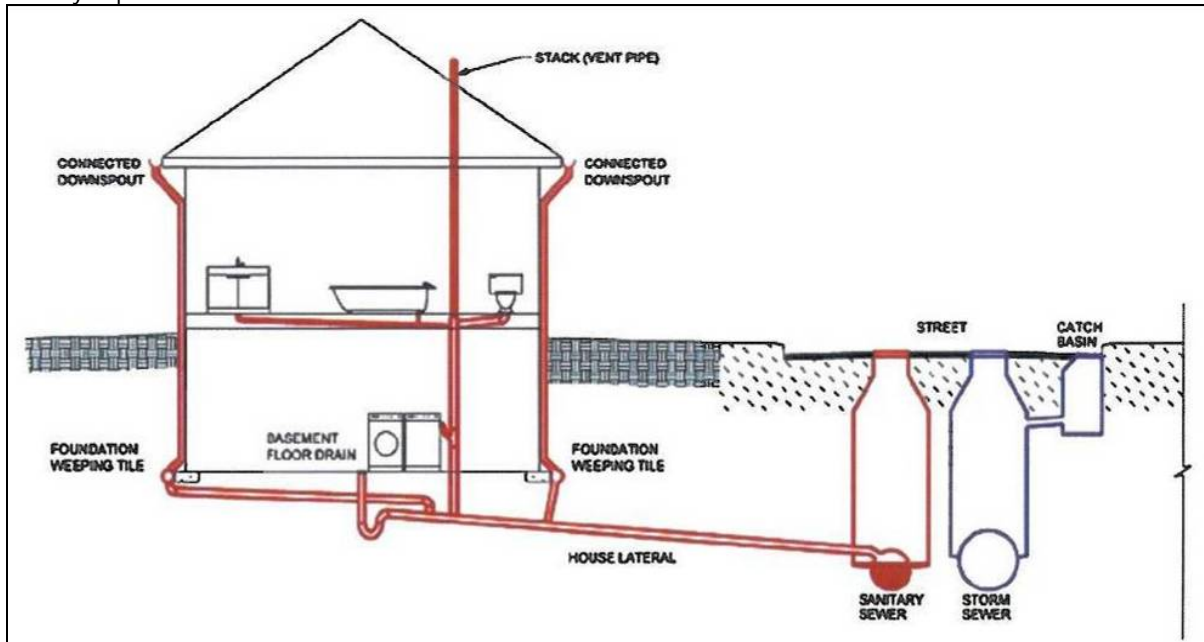 STACK (VENT PIPE)
CONNECTED
DOWNSPOUT
CONNECTED
DOWNSPOUT
STREET
CATCH
BASIN
BASEMENT
FLOOR DRAIN
FOUNDATION
WEEPING TILE
FOUNDATION
WEEPING TILE
HOUSE LATERAL
SANITARY
SEWER
STORM
SEWER